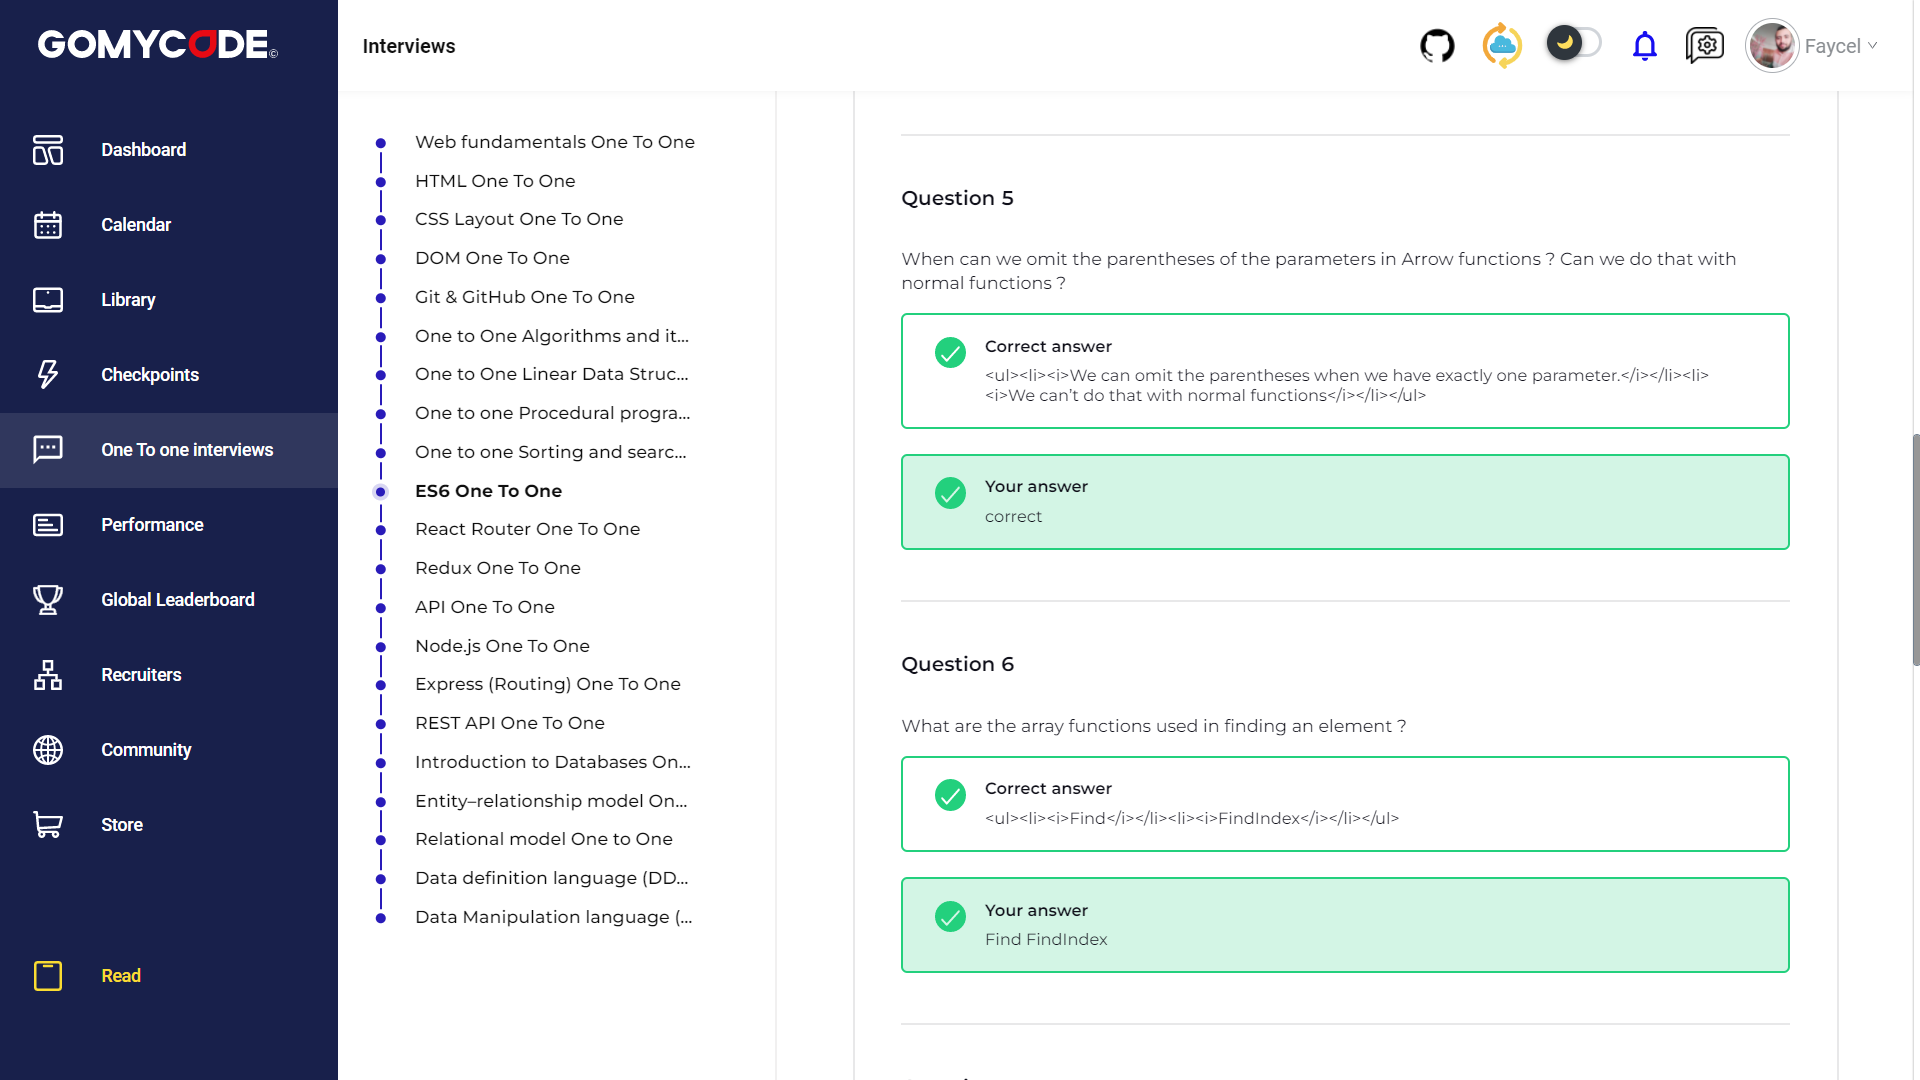 GOMYCODE©
Interviews
Faycel
Dashboard
Calendar
Library
Checkpoints
One To one interviews
Performance
Global Leaderboard
Recruiters
Community
Store
Read
Web fundamentals One To One
HTML One To One
CSS Layout One To One
DOM One To One
Git & GitHub One To One
One to One Algorithms and it...
One to One Linear Data Struc...
One to one Procedural progra...
One to one Sorting and searc...
ES6 One To One
React Router One To One
Redux One To One
API One To One
Node.js One To One
Express (Routing) One To One
REST API One To One
Introduction to Databases On...
Entity–relationship model On...
Relational model One to One
Data definition language (DD...
Data Manipulation language (...
Question 5
When can we omit the parentheses of the parameters in Arrow functions ? Can we do that with
normal functions ?
Correct answer
<ul><li><i>We can omit the parentheses when we have exactly one parameter.</i></li><li>
<i>We can’t do that with normal functions</i></li></ul>
Your answer
correct
Question 6
What are the array functions used in finding an element ?
Correct answer
<ul><li><i>Find</i></li><li><i>FindIndex</i></li></ul>
Your answer
Find FindIndex